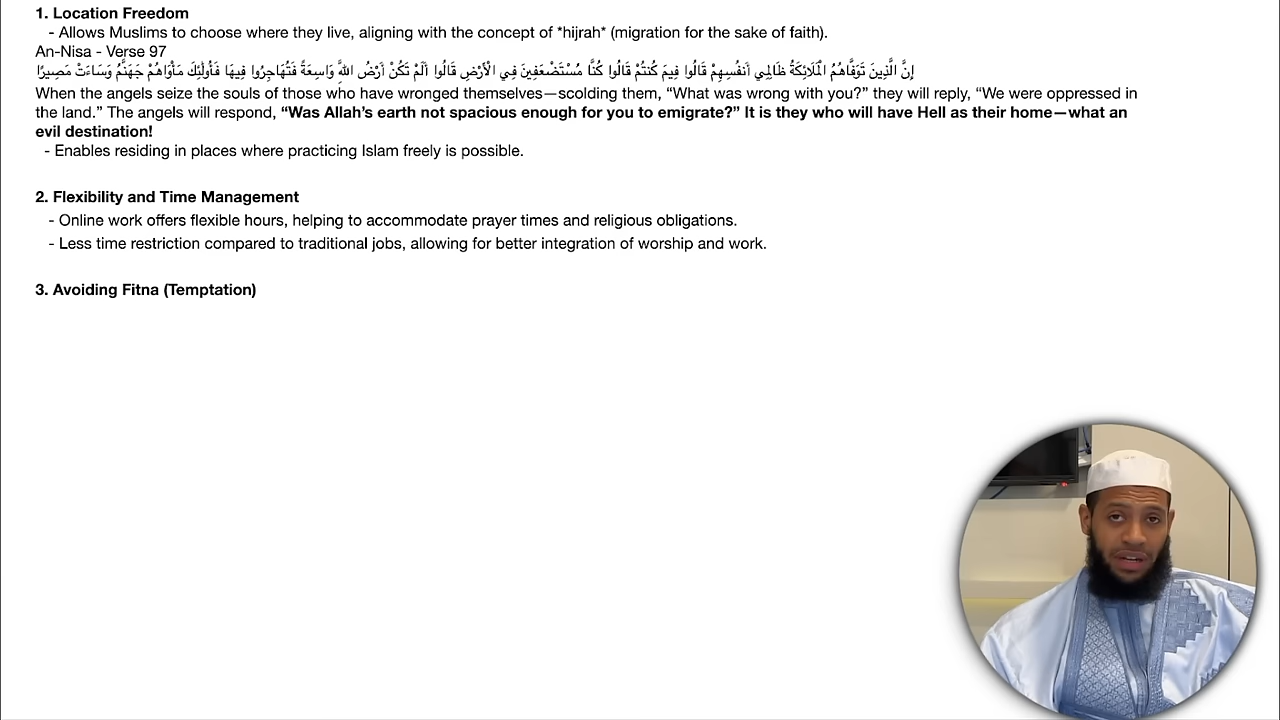 1. Location Freedom
- Allows Muslims to choose where they live, aligning with the concept of *hijrah* (migration for the sake of faith).
An-Nisa - Verse 97
إِنَّ الَّذِينَ تَوَفَّاهُمُ الْمَلَائِكَةُ ظَالِمِي أَنفُسِهِمْ قَالُوا فِيمَ كُنتُمْ قَالُوا كُنَّا مُسْتَضْعَفِينَ فِي الْأَرْضِ قَالُوا أَلَمْ تَكُنْ أَرْضُ اللَّهِ وَاسِعَةً فَتُهَاجِرُوا فِيهَا فَأُولَٰئِكَ مَأْوَاهُمْ جَهَنَّمُ وَسَاءَتْ مَصِيرًا
When the angels seize the souls of those who have wronged themselves—scolding them, “What was wrong with you?” they will reply, “We were oppressed in
the land.” The angels will respond, “Was Allah’s earth not spacious enough for you to emigrate?” It is they who will have Hell as their home—what an
evil destination!
- Enables residing in places where practicing Islam freely is possible.
2. Flexibility and Time Management
- Online work offers flexible hours, helping to accommodate prayer times and religious obligations.
- Less time restriction compared to traditional jobs, allowing for better integration of worship and work.
3. Avoiding Fitna (Temptation)